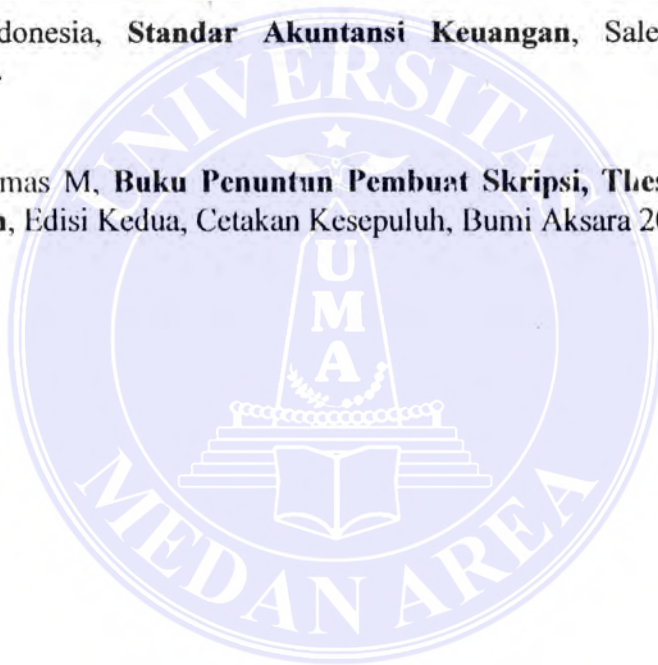 donesia, Standar Akuntansi Keuangan, Sale
mas M, Buku Penuntun Pembuat Skripsi, Thes
n, Edisi Kedua, Cetakan Kesepuluh, Bumi Aksara 20
UNIVERSITAS
UMA
MEDAN AREA